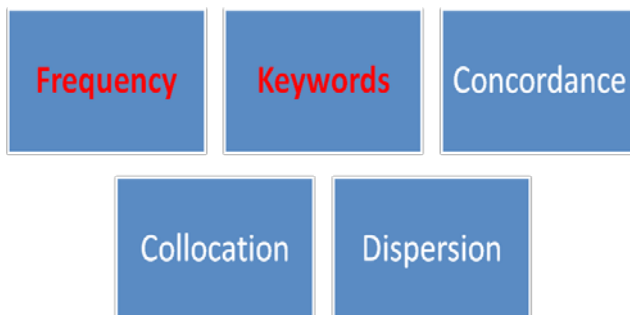 Frequency
Keywords
Concordance
Collocation
Dispersion